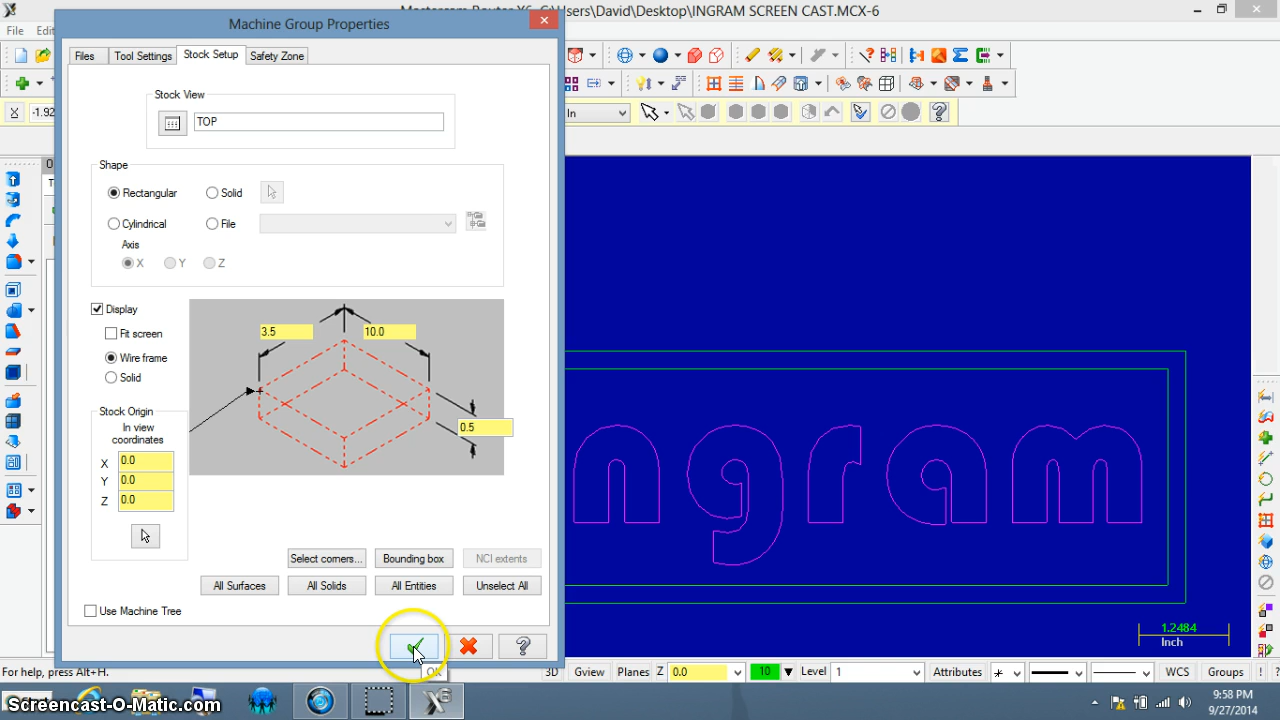 Mastercam Router X6 C:\Users\David\Desktop\INGRAM SCREEN CAST.MCX-6
Machine Group Properties
File
Files
Tool Settings
Stock Setup
Safety Zone
Stock View
TOP
X
-1.92
Shape
Rectangular
Solid
Cylindrical
File
Axis
X
Y
Z
Display
Fit screen
Wire frame
Solid
3.5
10.0
0.5
Stock Origin
In view
coordinates
X 0.0
Y 0.0
Z 0.0
Select corners...
Bounding box
NCI extents
All Surfaces
All Solids
All Entities
Unselect All
Use Machine Tree
ngram
1.2484
Inch
For help, press Alt+H.
3D
Gview
Planes
Z
0.0
10
Level
1
Attributes
WCS
Groups
?
Screencast-O-Matic.com
9:58 PM
9/27/2014